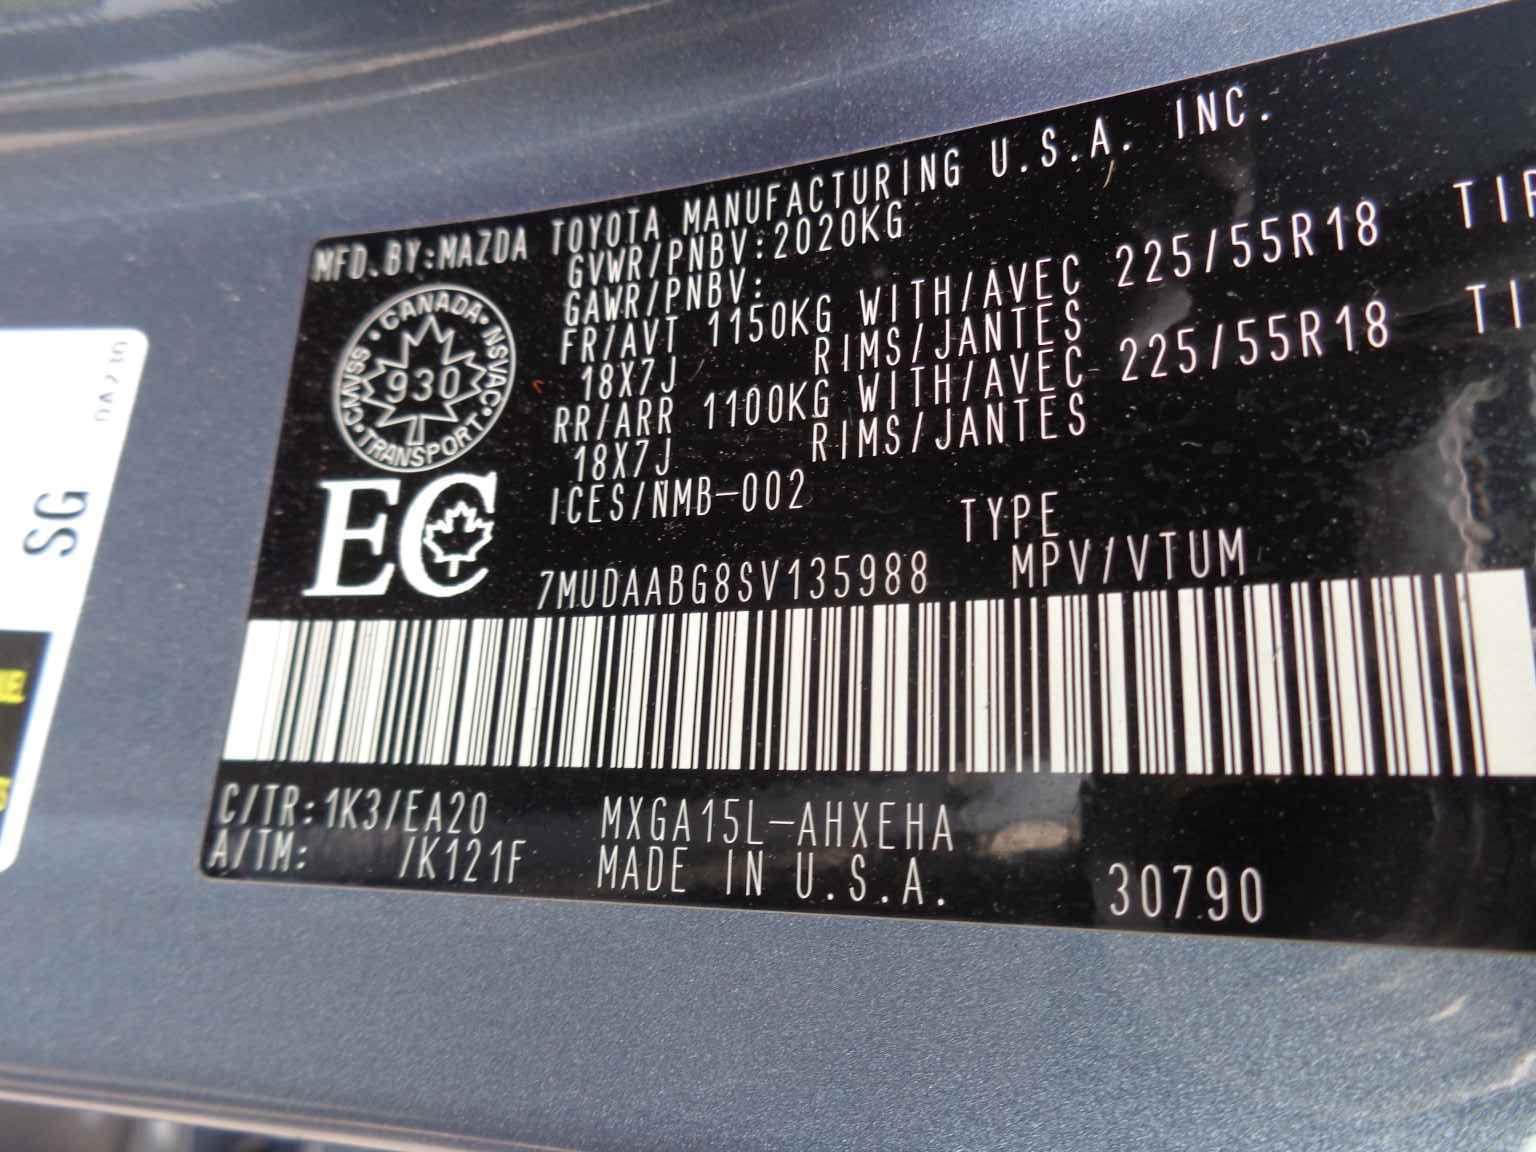 MFD.BY:MAZDA TOYOTA MANUFACTURING U.S.A. INC.
GVWR/PNBV:2020KG
GAWR/PNBV:
FR/AVT 1150KG WITH/AVEC 225/55R18
18X7J RIMS/JANTES
RR/ARR 1100KG WITH/AVEC 225/55R18
18X7J RIMS/JANTES
ICES/NMB-002
CANADA · NSVAC · TRANSPORT · CMVSS ·
930
EC
TYPE
7MUDAABG8SV135988 MPV/VTUM
C/TR:1K3/EA20 MXGA15L-AHXEHA
A/TM: /K121F MADE IN U.S.A. 30790
SG